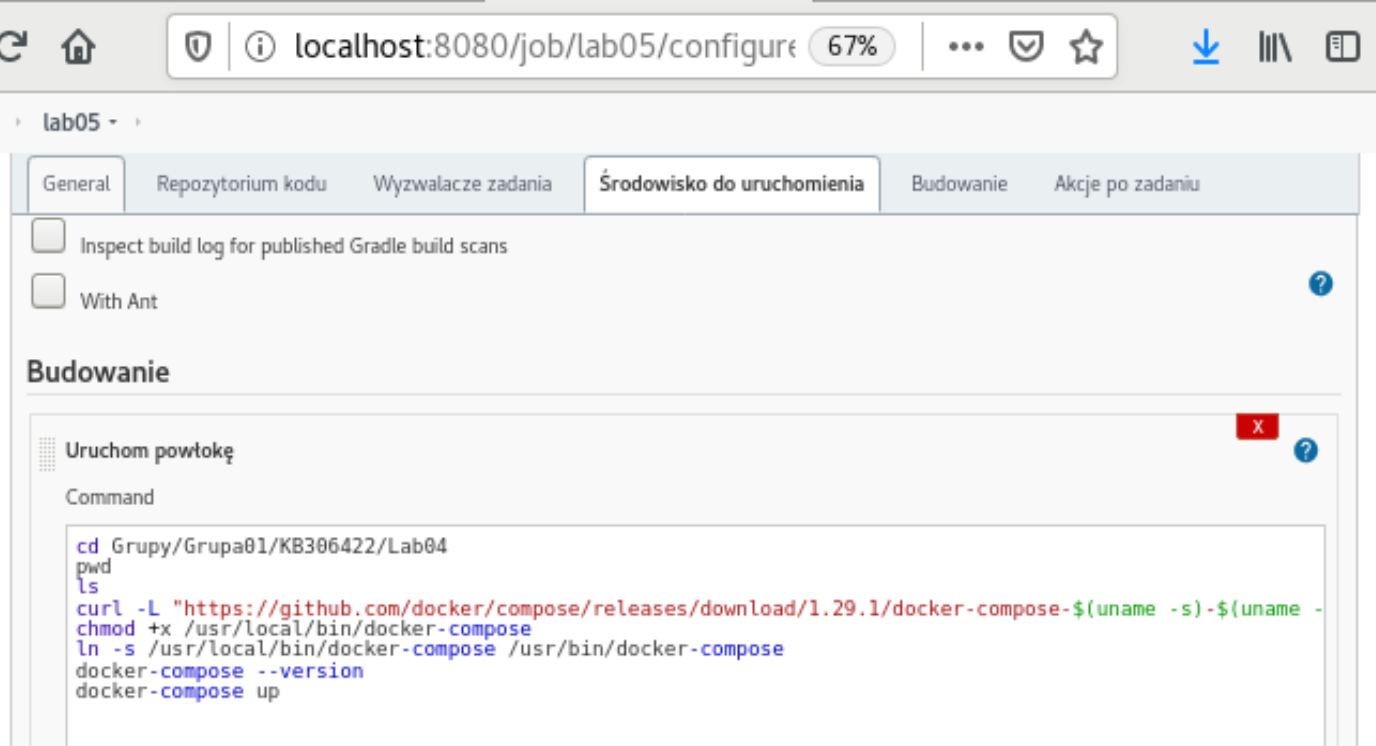 localhost:8080/job/lab05/configure 67%
lab05
General Repozytorium kodu Wyzwalacze zadania Środowisko do uruchomienia Budowanie Akcje po zadaniu
Inspect build log for published Gradle build scans
?
With Ant
Budowanie
X
Uruchom powłokę
?
Command
cd Grupy/Grupa01/KB306422/Lab04
pwd
ls
curl -L "https://github.com/docker/compose/releases/download/1.29.1/docker-compose-$(uname -s)-$(uname -
chmod +x /usr/local/bin/docker-compose
ln -s /usr/local/bin/docker-compose /usr/bin/docker-compose
docker-compose --version
docker-compose up